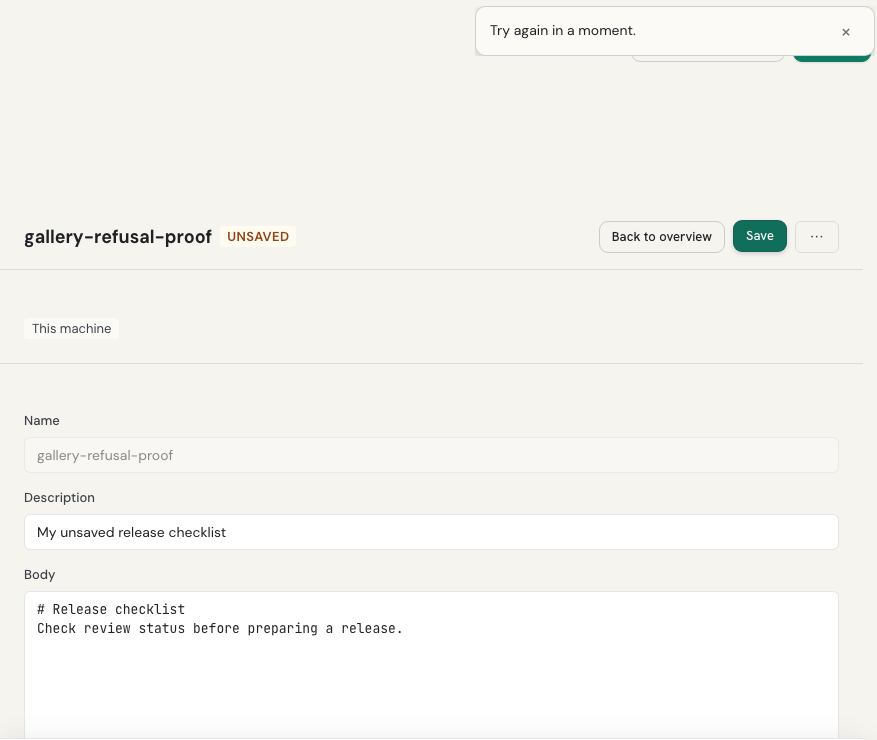 Try again in a moment. ×
gallery-refusal-proof UNSAVED Back to overview Save ...
This machine
Name
gallery-refusal-proof
Description
My unsaved release checklist
Body
# Release checklist
Check review status before preparing a release.